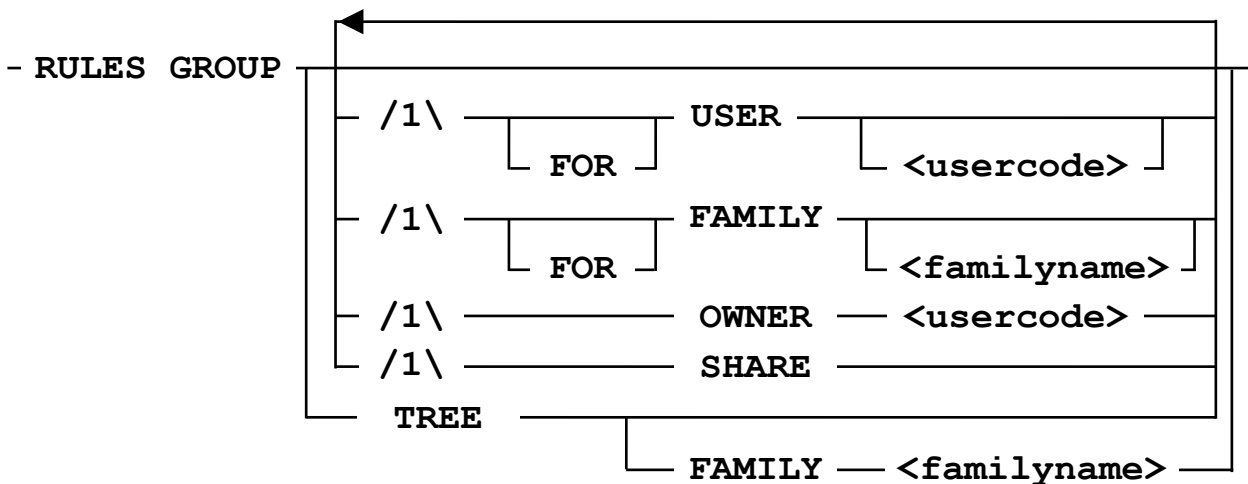 RULES GROUP
/1\ USER
FOR <usercode>
/1\ FAMILY
FOR <familyname>
/1\ OWNER <usercode>
/1\ SHARE
TREE
FAMILY <familyname>